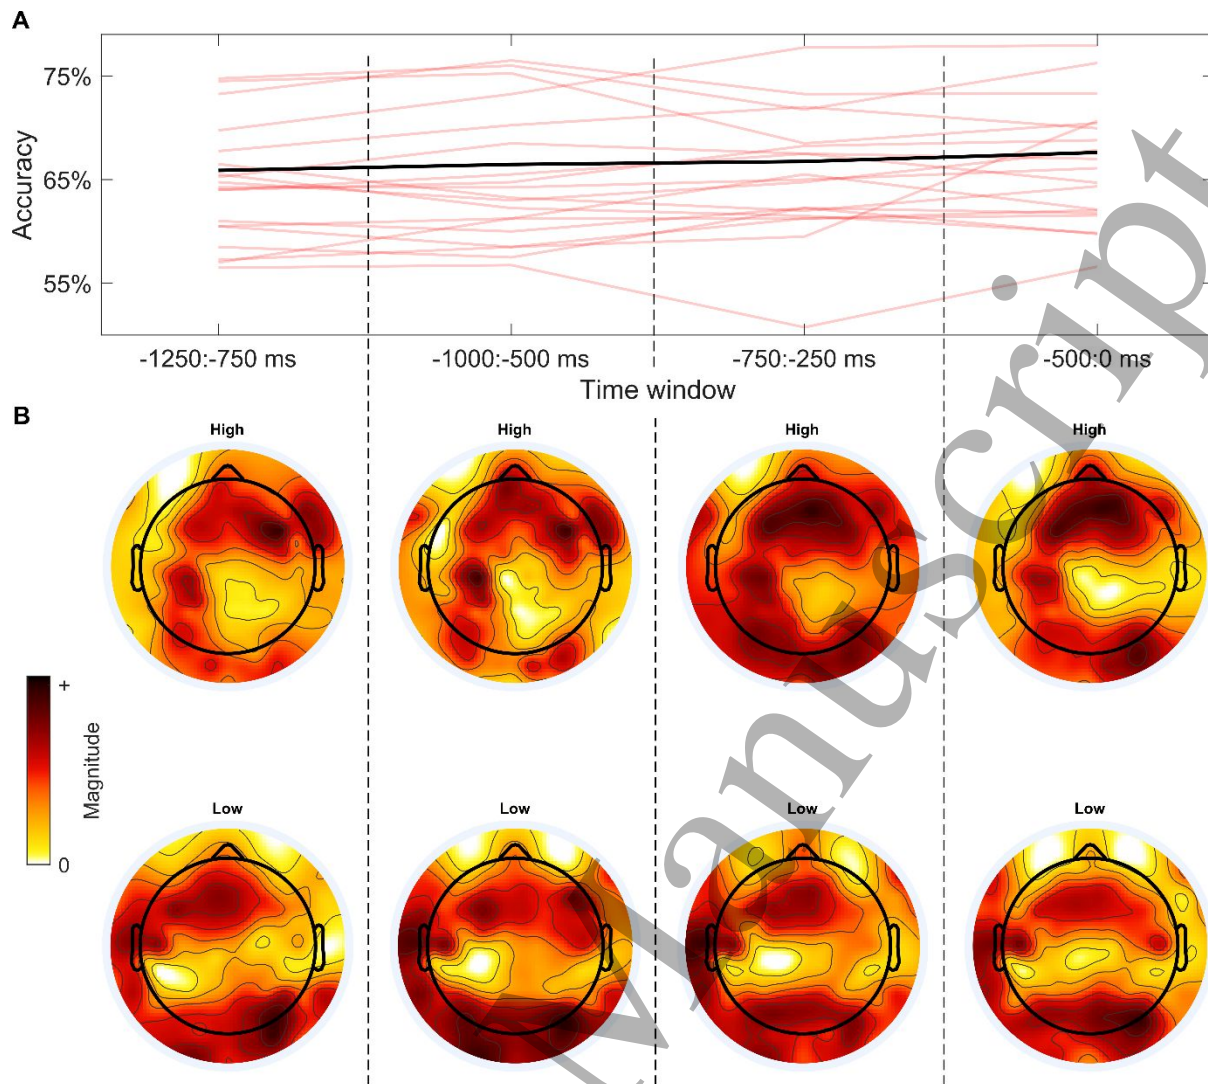 A
75%
65%
55%
Accuracy
-1250:-750 ms
-1000:-500 ms
-750:-250 ms
-500:0 ms
Time window
B
High
High
High
High
+
0
Magnitude
Low
Low
Low
Low
Manuscript